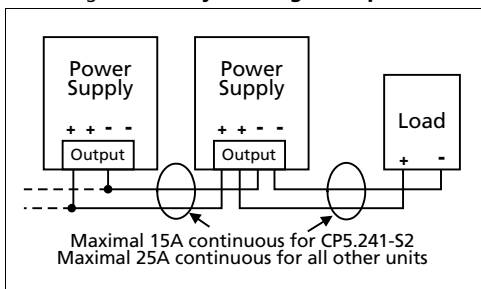 Power
Supply
+ + - -
Output
Power
Supply
+ + - -
Output
Load
+ -
Maximal 15A continuous for CP5.241-S2
Maximal 25A continuous for all other units